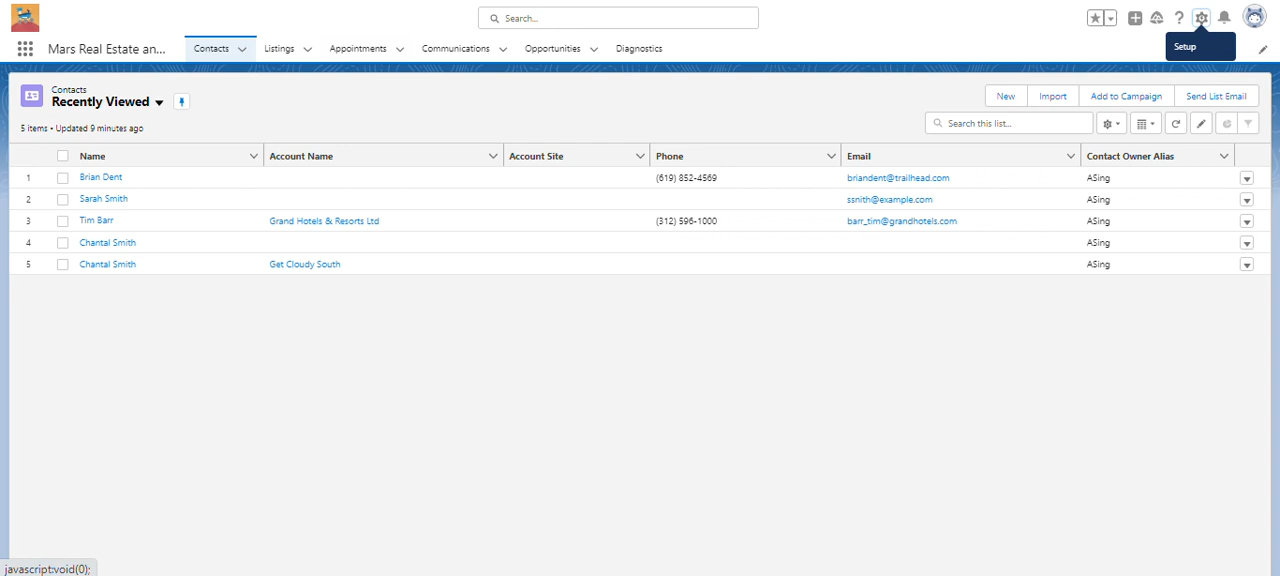 Search...
Mars Real Estate an...
Contacts
Listings
Appointments
Communications
Opportunities
Diagnostics
Setup
Contacts
Recently Viewed
New
Import
Add to Campaign
Send List Email
5 items • Updated 9 minutes ago
Search this list...
Name
Account Name
Account Site
Phone
Email
Contact Owner Alias
1 Brian Dent (619) 852-4569 briandent@trailhead.com ASing
2 Sarah Smith ssnith@example.com ASing
3 Tim Barr Grand Hotels & Resorts Ltd (312) 596-1000 barr_tim@grandhotels.com ASing
4 Chantal Smith ASing
5 Chantal Smith Get Cloudy South ASing
javascript:void(0);